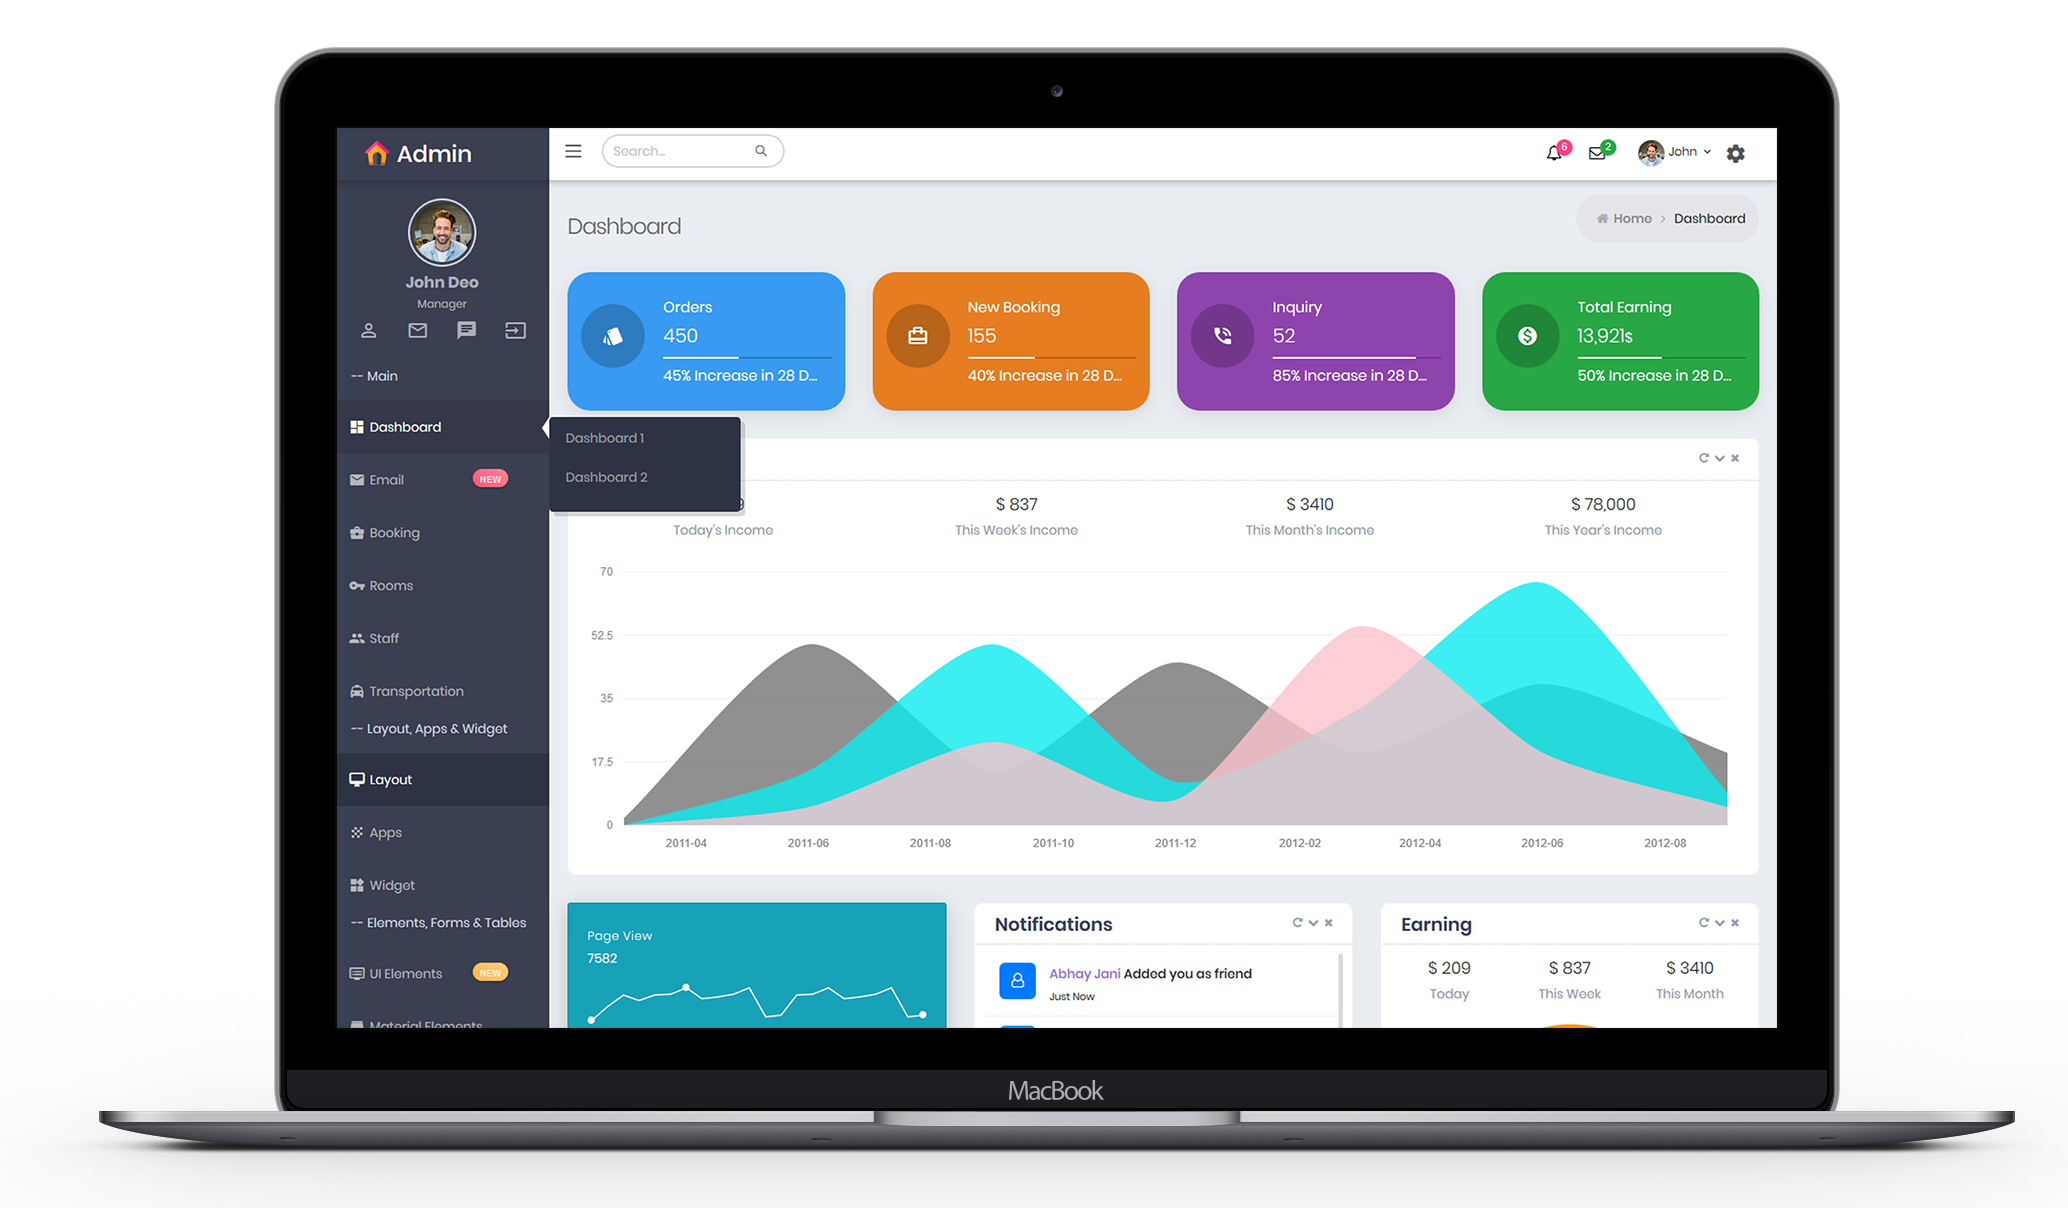 Admin
Search...
6
2
John
John Deo
Manager
-- Main
Dashboard
Email
NEW
Booking
Rooms
Staff
Transportation
-- Layout, Apps & Widget
Layout
Apps
Widget
-- Elements, Forms & Tables
UI Elements
NEW
Material Elements
Dashboard 1
Dashboard 2
Dashboard
Home
Dashboard
Orders
450
45% Increase in 28 D...
New Booking
155
40% Increase in 28 D...
Inquiry
52
85% Increase in 28 D...
Total Earning
13,921$
50% Increase in 28 D...
9
Today's Income
$ 837
This Week's Income
$ 3410
This Month's Income
$ 78,000
This Year's Income
70
52.5
35
17.5
0
2011-04
2011-06
2011-08
2011-10
2011-12
2012-02
2012-04
2012-06
2012-08
Page View
7582
Notifications
Abhay Jani Added you as friend
Just Now
Earning
$ 209
Today
$ 837
This Week
$ 3410
This Month
MacBook